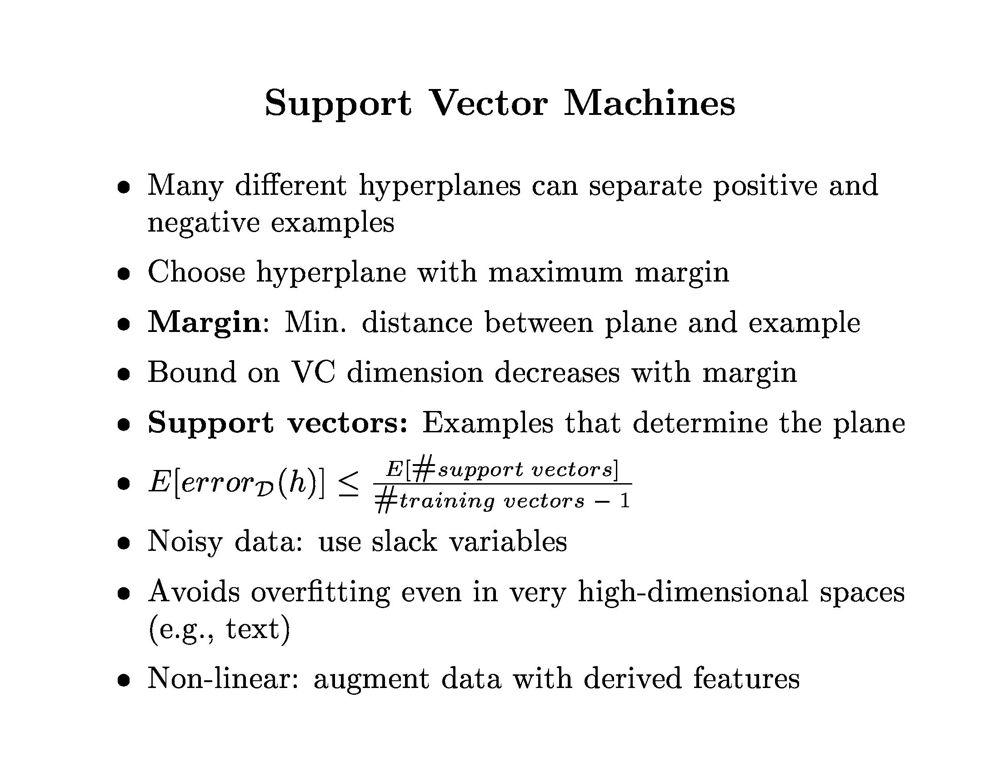 Support Vector Machines
• Many different hyperplanes can separate positive and
negative examples
• Choose hyperplane with maximum margin
• Margin: Min. distance between plane and example
• Bound on VC dimension decreases with margin
• Support vectors: Examples that determine the plane
• $E[error_{\mathcal{D}}(h)] \leq \frac{E[\#support\ vectors]}{\#training\ vectors\ -\ 1}$
• Noisy data: use slack variables
• Avoids overfitting even in very high-dimensional spaces
(e.g., text)
• Non-linear: augment data with derived features